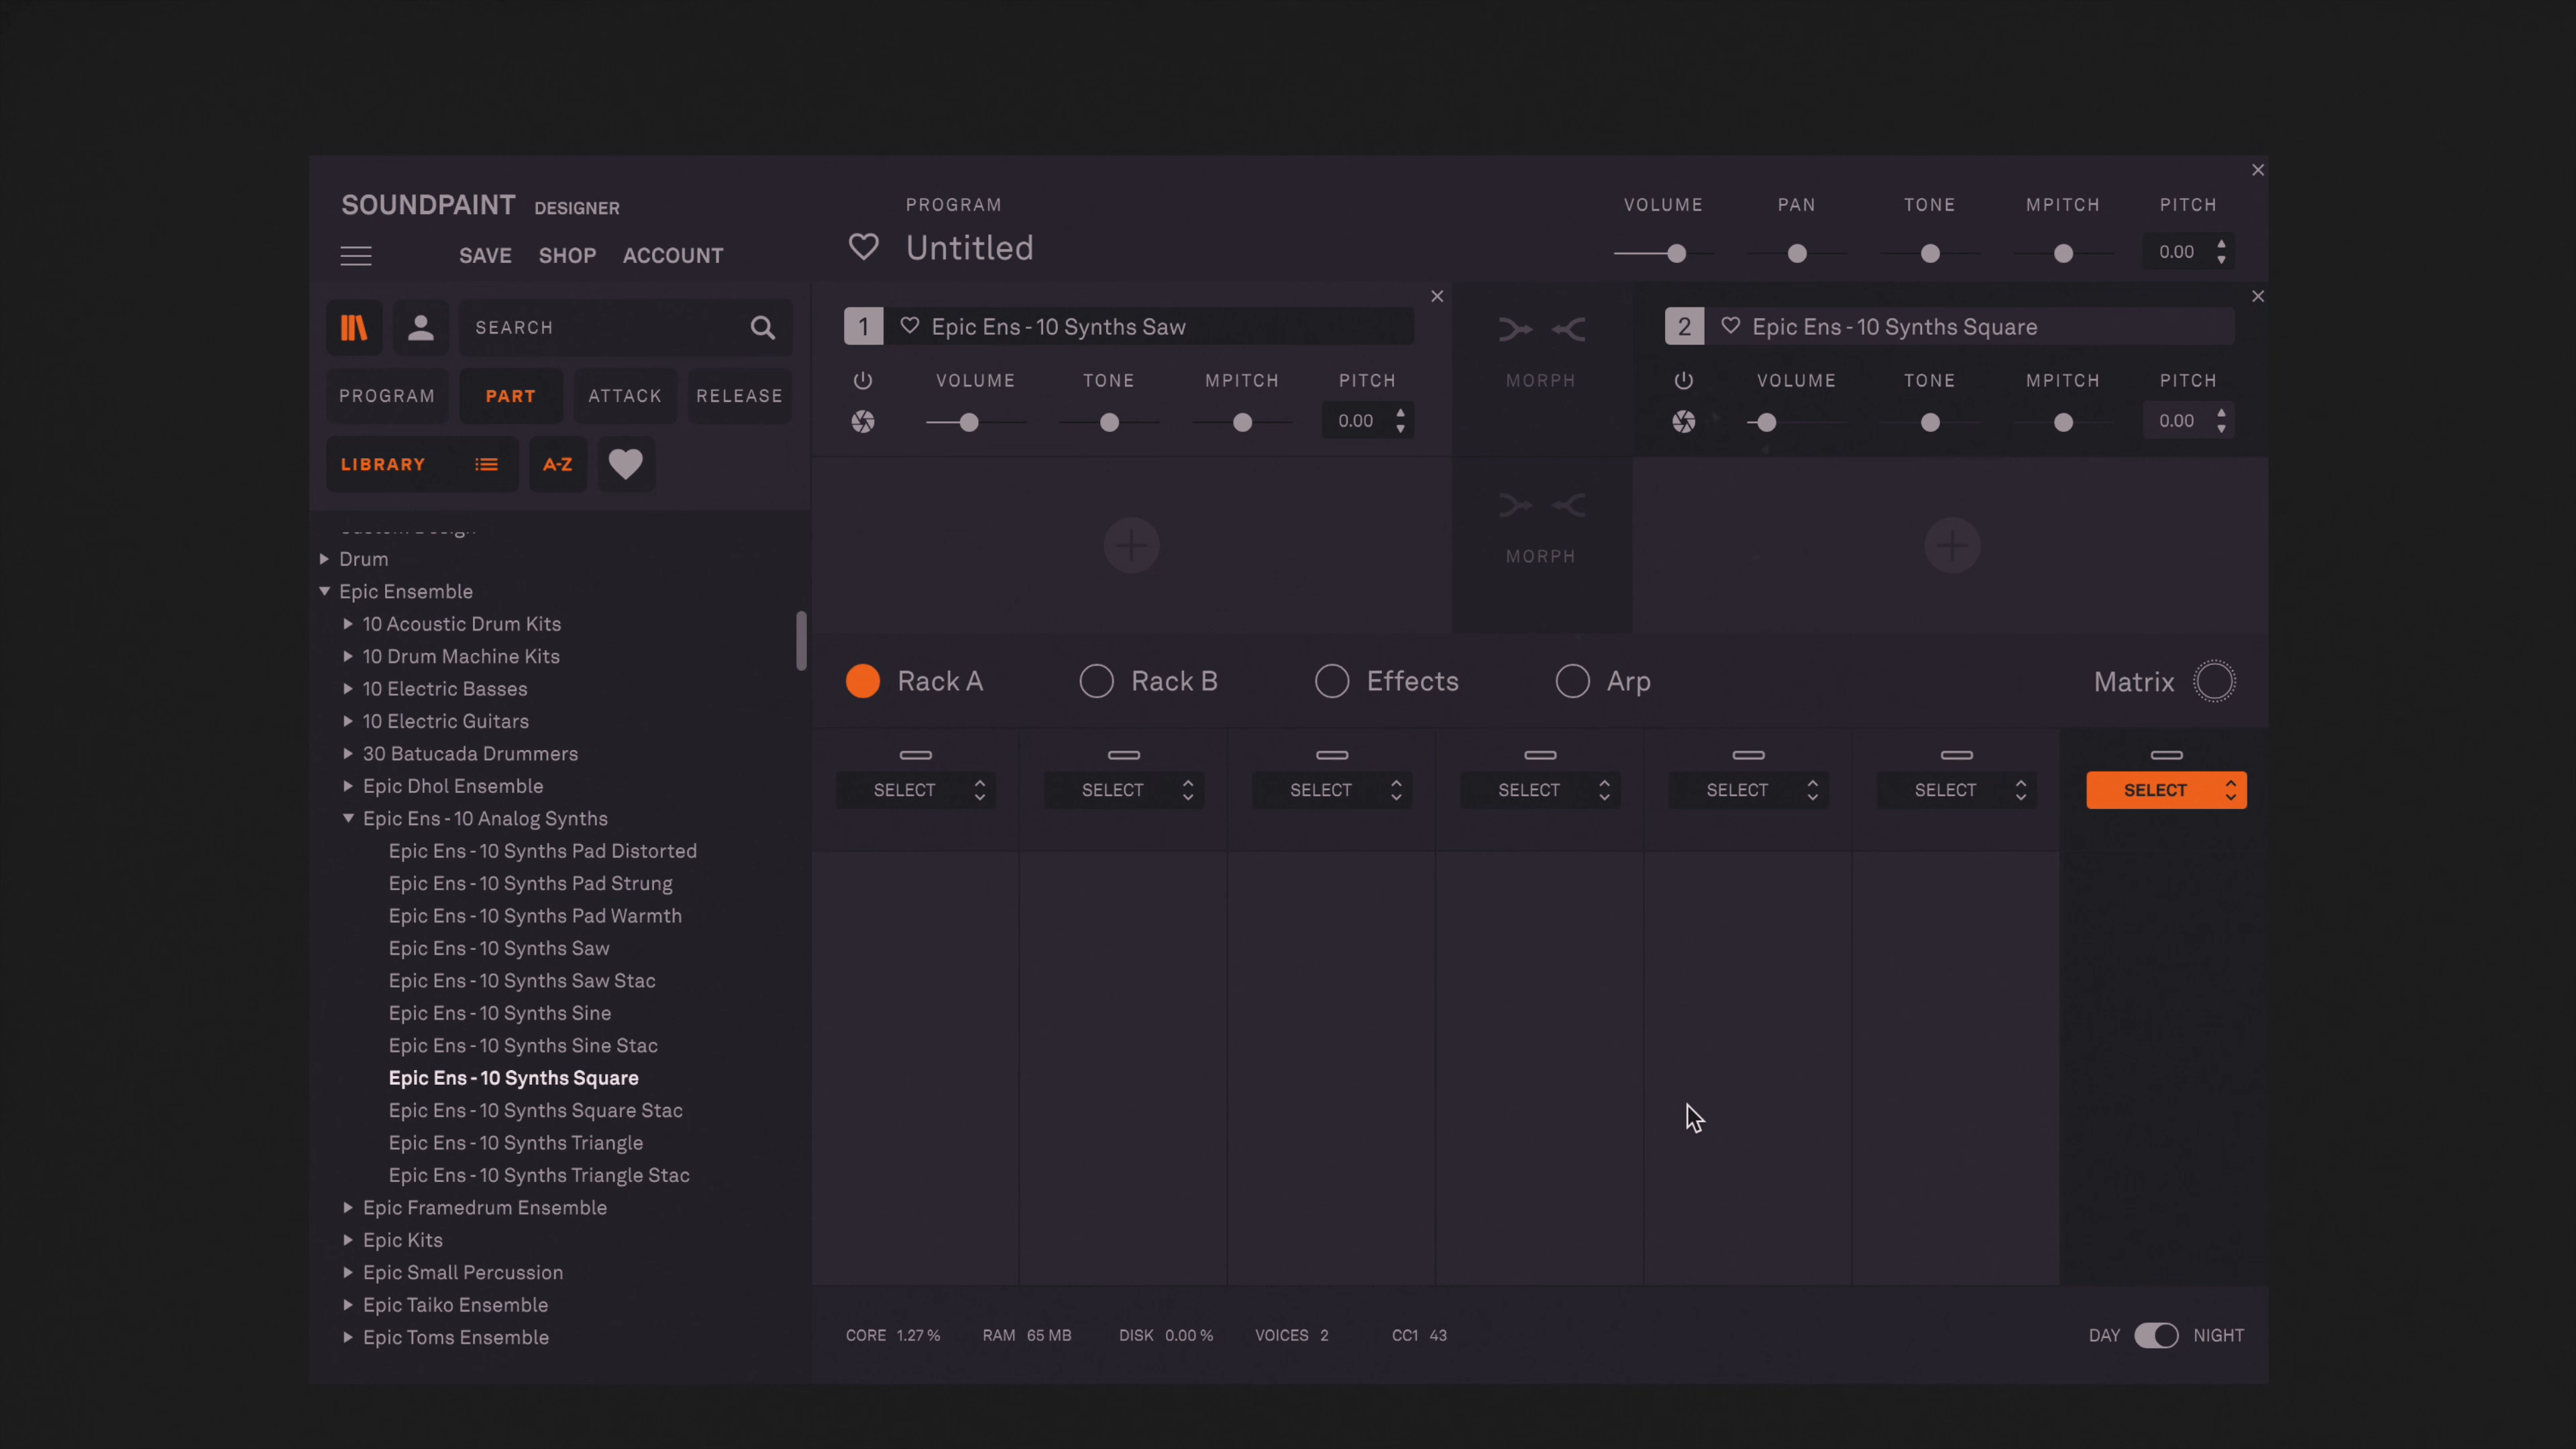 SOUNDPAINT DESIGNER
SAVE SHOP ACCOUNT
PROGRAM
Untitled
VOLUME PAN TONE MPITCH PITCH
0.00
SEARCH
PROGRAM PART ATTACK RELEASE
LIBRARY A-Z
1 Epic Ens - 10 Synths Saw
VOLUME TONE MPITCH PITCH
0.00
MORPH
2 Epic Ens - 10 Synths Square
VOLUME TONE MPITCH PITCH
0.00
MORPH
Custom Design
Drum
Epic Ensemble
10 Acoustic Drum Kits
10 Drum Machine Kits
10 Electric Basses
10 Electric Guitars
30 Batucada Drummers
Epic Dhol Ensemble
Epic Ens - 10 Analog Synths
Epic Ens - 10 Synths Pad Distorted
Epic Ens - 10 Synths Pad Strung
Epic Ens - 10 Synths Pad Warmth
Epic Ens - 10 Synths Saw
Epic Ens - 10 Synths Saw Stac
Epic Ens - 10 Synths Sine
Epic Ens - 10 Synths Sine Stac
Epic Ens - 10 Synths Square
Epic Ens - 10 Synths Square Stac
Epic Ens - 10 Synths Triangle
Epic Ens - 10 Synths Triangle Stac
Epic Framedrum Ensemble
Epic Kits
Epic Small Percussion
Epic Taiko Ensemble
Epic Toms Ensemble
Rack A Rack B Effects Arp Matrix
SELECT SELECT SELECT SELECT SELECT SELECT SELECT
CORE 1.27 % RAM 65 MB DISK 0.00 % VOICES 2 CC1 43
DAY NIGHT